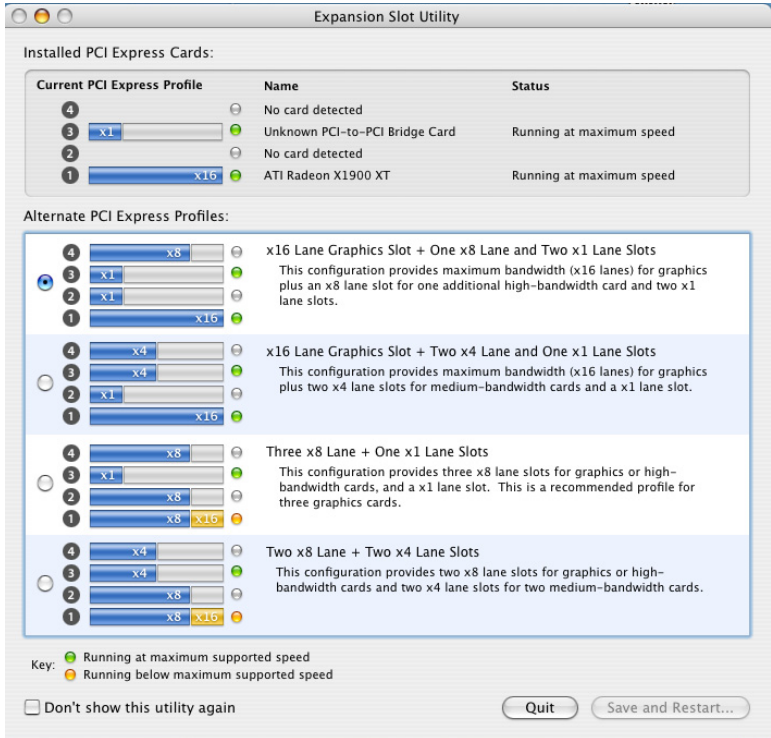 Expansion Slot Utility
Installed PCI Express Cards:
Current PCI Express Profile Name Status
4 No card detected
3 x1 Unknown PCI-to-PCI Bridge Card Running at maximum speed
2 No card detected
1 x16 ATI Radeon X1900 XT Running at maximum speed
Alternate PCI Express Profiles:
4 x8 x16 Lane Graphics Slot + One x8 Lane and Two x1 Lane Slots
3 x1 This configuration provides maximum bandwidth (x16 lanes) for graphics
2 x1 plus an x8 lane slot for one additional high-bandwidth card and two x1
lane slots.
1 x16
4 x4 x16 Lane Graphics Slot + Two x4 Lane and One x1 Lane Slots
3 x4 This configuration provides maximum bandwidth (x16 lanes) for graphics
2 x1 plus two x4 lane slots for medium-bandwidth cards and a x1 lane slot.
1 x16
4 x8 Three x8 Lane + One x1 Lane Slots
3 x1 This configuration provides three x8 lane slots for graphics or high-
bandwidth cards, and a x1 lane slot. This is a recommended profile for
2 x8 three graphics cards.
1 x8 x16
4 x4 Two x8 Lane + Two x4 Lane Slots
3 x4 This configuration provides two x8 lane slots for graphics or high-
2 x8 bandwidth cards and two x4 lane slots for two medium-bandwidth cards.
1 x8 x16
Key: Running at maximum supported speed
Running below maximum supported speed
Don't show this utility again Quit Save and Restart...